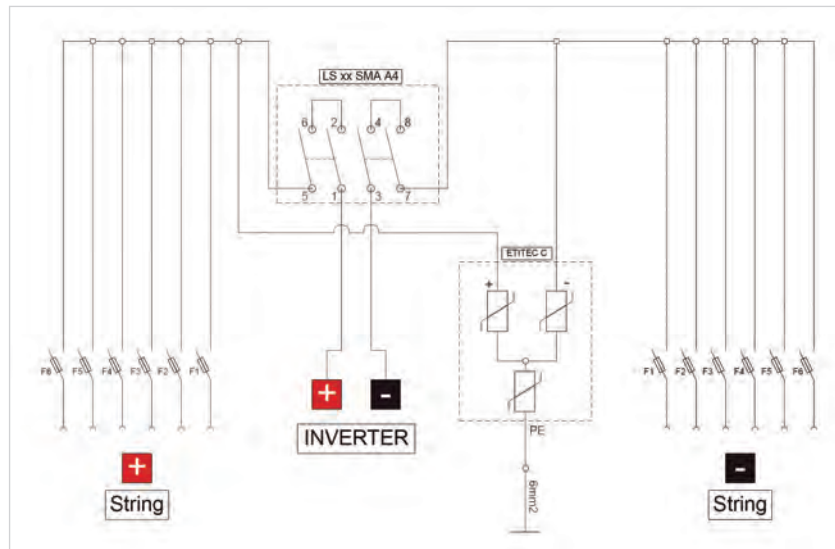 LS xx SMA A4
6 2 4 8
5 1 3 7
ETITEC C
+ -
F6 F5 F4 F3 F2 F1
F1 F2 F3 F4 F5 F6
+ -
INVERTER
PE
6mm2
+
String
-
String